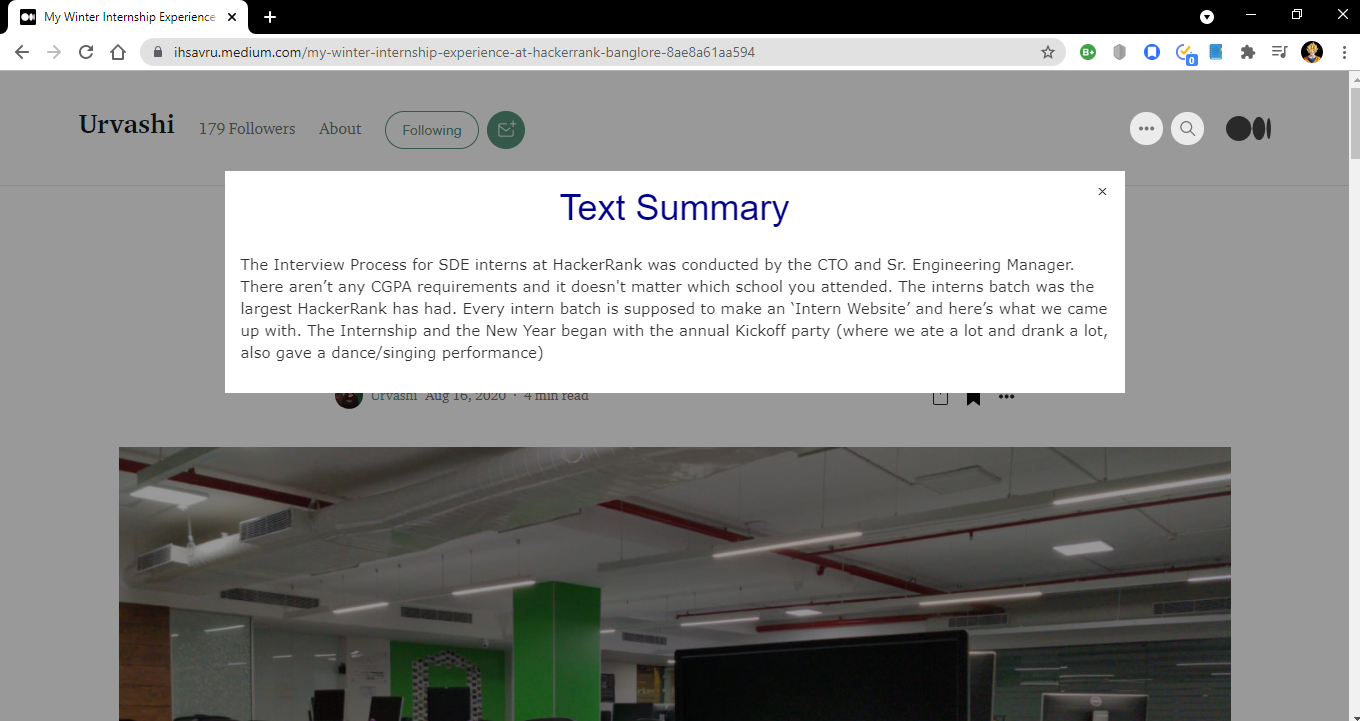 My Winter Internship Experience
ihsavru.medium.com/my-winter-internship-experience-at-hackerrank-banglore-8ae8a61aa594
B+
0
Urvashi
179 Followers
About
Following
Text Summary
The Interview Process for SDE interns at HackerRank was conducted by the CTO and Sr. Engineering Manager.
There aren’t any CGPA requirements and it doesn't matter which school you attended. The interns batch was the
largest HackerRank has had. Every intern batch is supposed to make an ‘Intern Website’ and here’s what we came
up with. The Internship and the New Year began with the annual Kickoff party (where we ate a lot and drank a lot,
also gave a dance/singing performance)
Urvashi Aug 16, 2020 · 4 min read